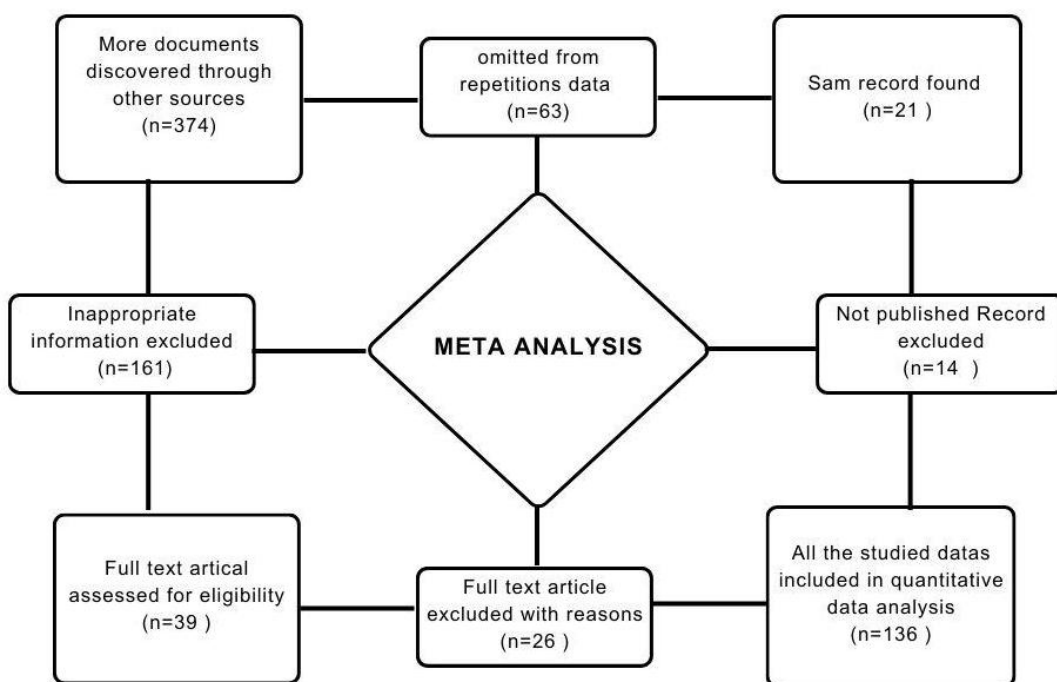 More documents
discovered through
other sources
(n=374)
omitted from
repetitions data
(n=63)
Sam record found
(n=21 )
Inappropriate
information excluded
(n=161)
META ANALYSIS
Not published Record
excluded
(n=14 )
Full text artical
assessed for eligibility
(n=39 )
Full text article
excluded with reasons
(n=26 )
All the studied datas
included in quantitative
data analysis
(n=136 )